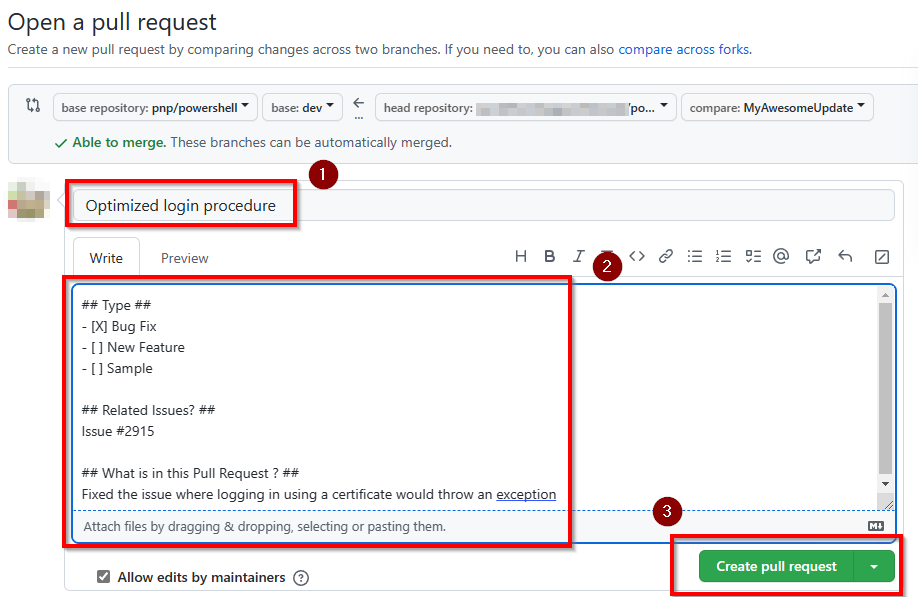 Open a pull request
Create a new pull request by comparing changes across two branches. If you need to, you can also compare across forks.
base repository: pnp/powershell base: dev ... head repository: /po... compare: MyAwesomeUpdate
Able to merge. These branches can be automatically merged.
1
Optimized login procedure
Write Preview H B I
2
## Type ##
- [X] Bug Fix
- [ ] New Feature
- [ ] Sample
## Related Issues? ##
Issue #2915
## What is in this Pull Request ? ##
Fixed the issue where logging in using a certificate would throw an exception
3
Attach files by dragging & dropping, selecting or pasting them.
Create pull request
Allow edits by maintainers ?